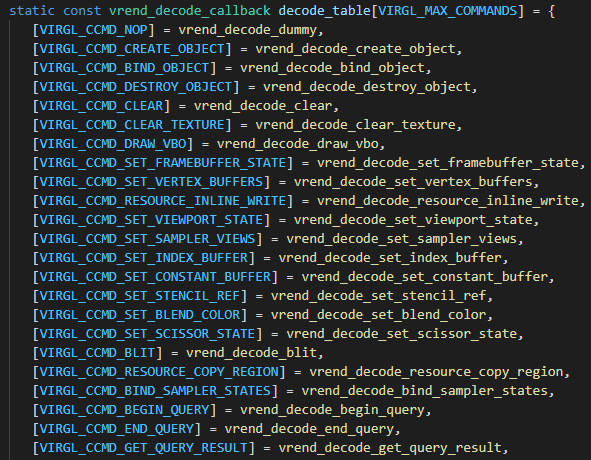 static const vrend_decode_callback decode_table[VIRGL_MAX_COMMANDS] = {
[VIRGL_CCMD_NOP] = vrend_decode_dummy,
[VIRGL_CCMD_CREATE_OBJECT] = vrend_decode_create_object,
[VIRGL_CCMD_BIND_OBJECT] = vrend_decode_bind_object,
[VIRGL_CCMD_DESTROY_OBJECT] = vrend_decode_destroy_object,
[VIRGL_CCMD_CLEAR] = vrend_decode_clear,
[VIRGL_CCMD_CLEAR_TEXTURE] = vrend_decode_clear_texture,
[VIRGL_CCMD_DRAW_VBO] = vrend_decode_draw_vbo,
[VIRGL_CCMD_SET_FRAMEBUFFER_STATE] = vrend_decode_set_framebuffer_state,
[VIRGL_CCMD_SET_VERTEX_BUFFERS] = vrend_decode_set_vertex_buffers,
[VIRGL_CCMD_RESOURCE_INLINE_WRITE] = vrend_decode_resource_inline_write,
[VIRGL_CCMD_SET_VIEWPORT_STATE] = vrend_decode_set_viewport_state,
[VIRGL_CCMD_SET_SAMPLER_VIEWS] = vrend_decode_set_sampler_views,
[VIRGL_CCMD_SET_INDEX_BUFFER] = vrend_decode_set_index_buffer,
[VIRGL_CCMD_SET_CONSTANT_BUFFER] = vrend_decode_set_constant_buffer,
[VIRGL_CCMD_SET_STENCIL_REF] = vrend_decode_set_stencil_ref,
[VIRGL_CCMD_SET_BLEND_COLOR] = vrend_decode_set_blend_color,
[VIRGL_CCMD_SET_SCISSOR_STATE] = vrend_decode_set_scissor_state,
[VIRGL_CCMD_BLIT] = vrend_decode_blit,
[VIRGL_CCMD_RESOURCE_COPY_REGION] = vrend_decode_resource_copy_region,
[VIRGL_CCMD_BIND_SAMPLER_STATES] = vrend_decode_bind_sampler_states,
[VIRGL_CCMD_BEGIN_QUERY] = vrend_decode_begin_query,
[VIRGL_CCMD_END_QUERY] = vrend_decode_end_query,
[VIRGL_CCMD_GET_QUERY_RESULT] = vrend_decode_get_query_result,